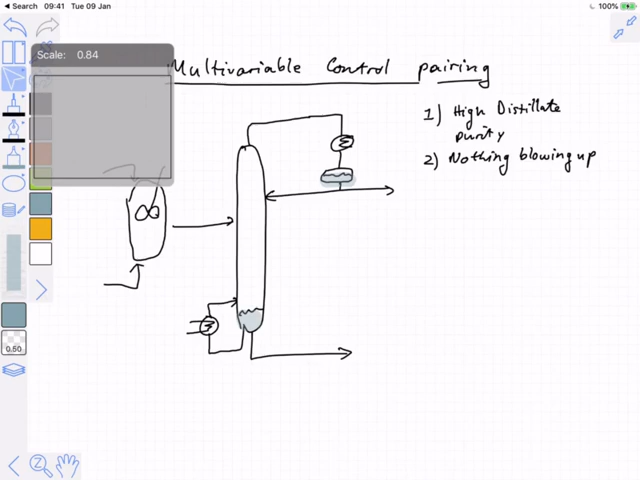 Search 09:41 Tue 09 Jan 100%
Scale: 0.84
Multivariable Control pairing
1) High Distillate
purity
2) Nothing blowing up
0.50